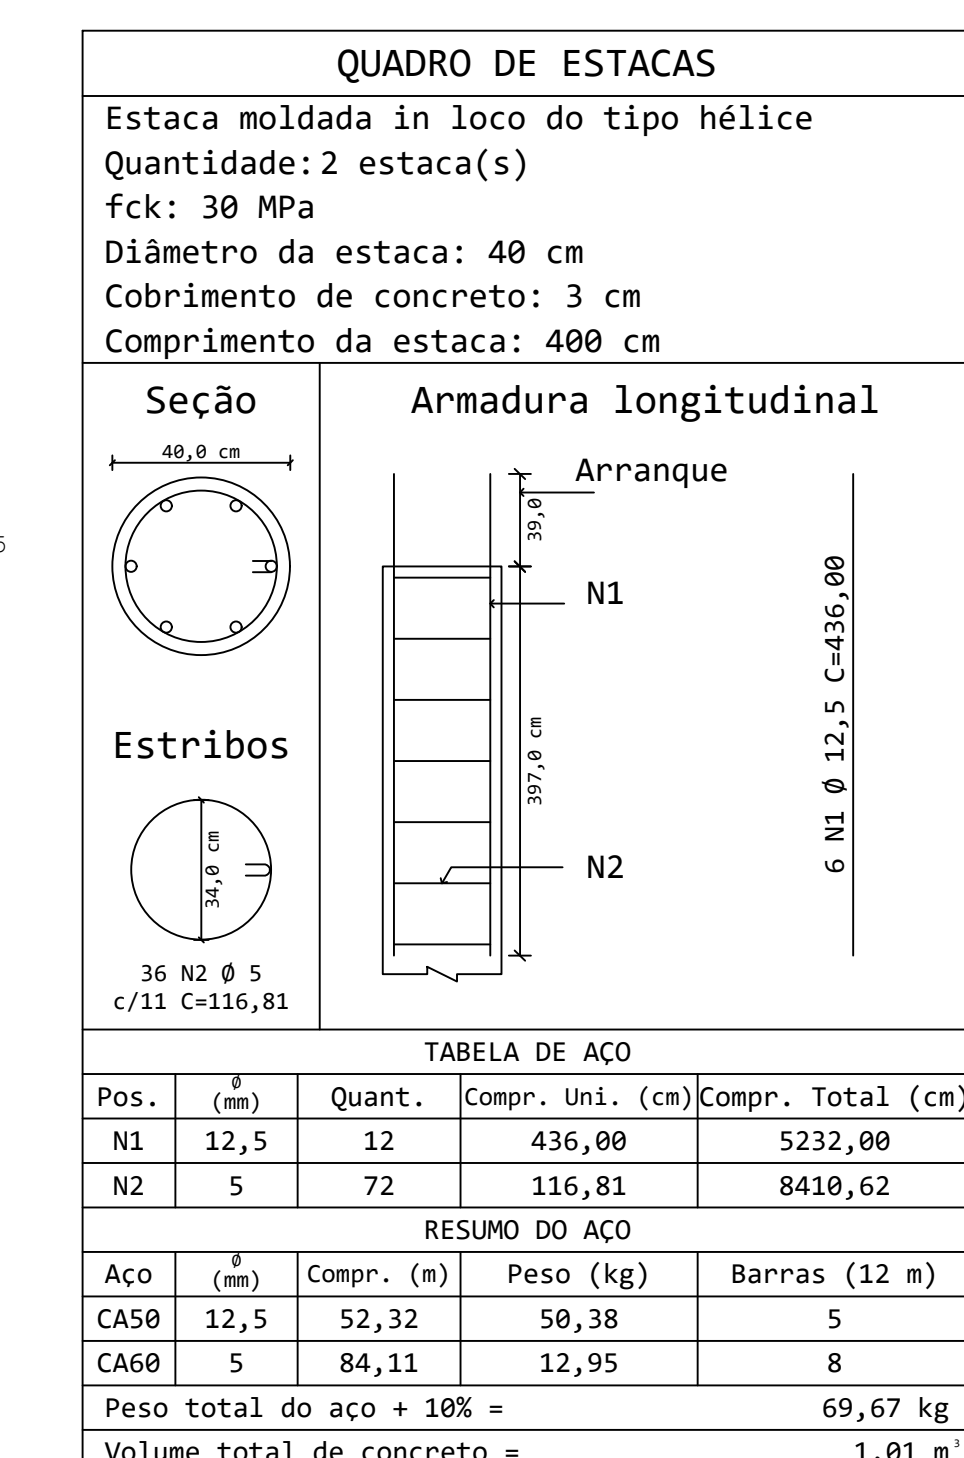 QUADRO DE ESTACAS
Estaca moldada in loco do tipo hélice
Quantidade: 2 estaca(s)
fck: 30 MPa
Diâmetro da estaca: 40 cm
Cobrimento de concreto: 3 cm
Comprimento da estaca: 400 cm
Seção
40,0 cm
Estribos
34,0 cm
36 N2 Ø 5
c/11 C=116,81
Armadura longitudinal
Arranque
39,0
N1
397,0 cm
N2
6 N1 Ø 12,5 C=436,00
TABELA DE AÇO
Pos. Ø (mm) Quant. Compr. Uni. (cm) Compr. Total (cm)
N1 12,5 12 436,00 5232,00
N2 5 72 116,81 8410,62
RESUMO DO AÇO
Aço Ø (mm) Compr. (m) Peso (kg) Barras (12 m)
CA50 12,5 52,32 50,38 5
CA60 5 84,11 12,95 8
Peso total do aço + 10% = 69,67 kg
Volume total de concreto = 1,01 m³